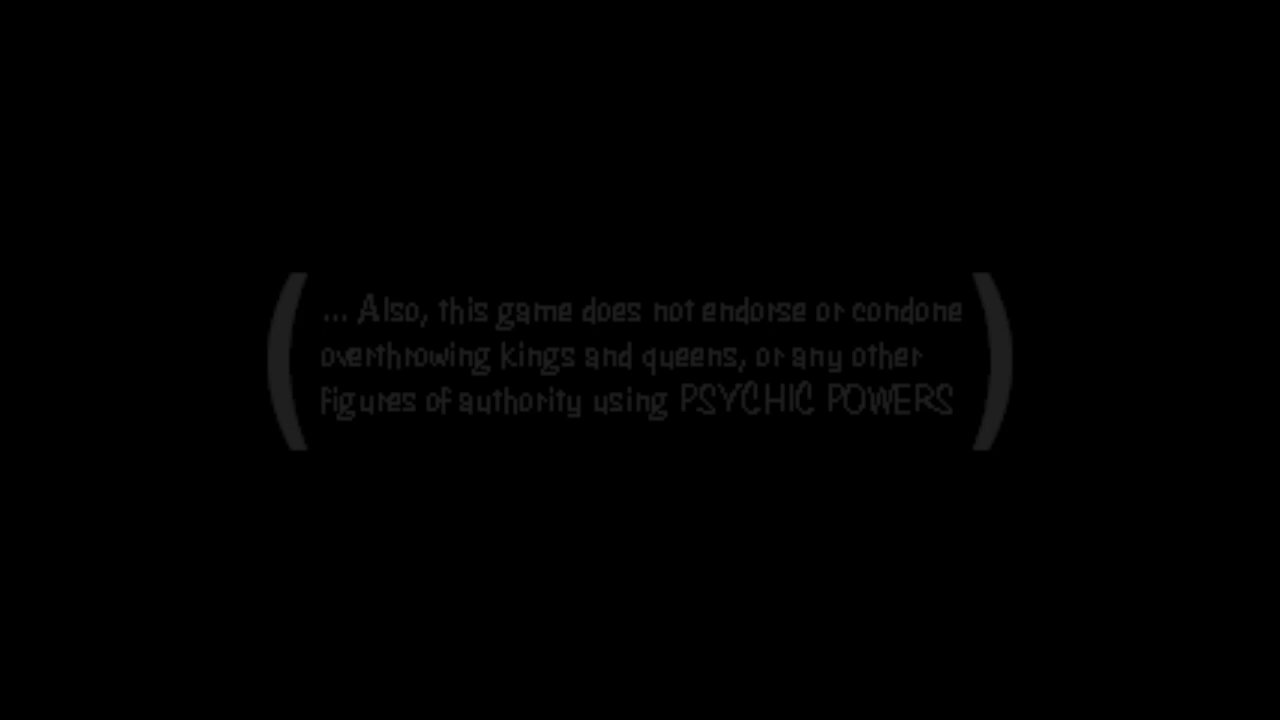 (... Also, this game does not endorse or condone
overthrowing kings and queens, or any other
figures of authority using PSYCHIC POWERS)